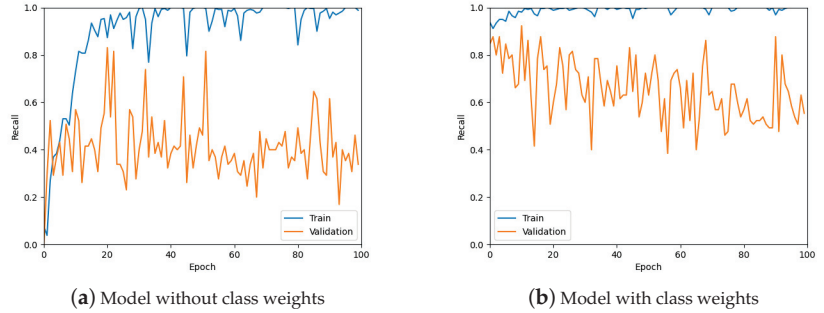 1.0
0.8
0.6
0.4
0.2
0.0
Recall
0
20
40
60
80
100
Epoch
Train
Validation
(a) Model without class weights
1.0
0.8
0.6
0.4
0.2
0.0
Recall
0
20
40
60
80
100
Epoch
Train
Validation
(b) Model with class weights